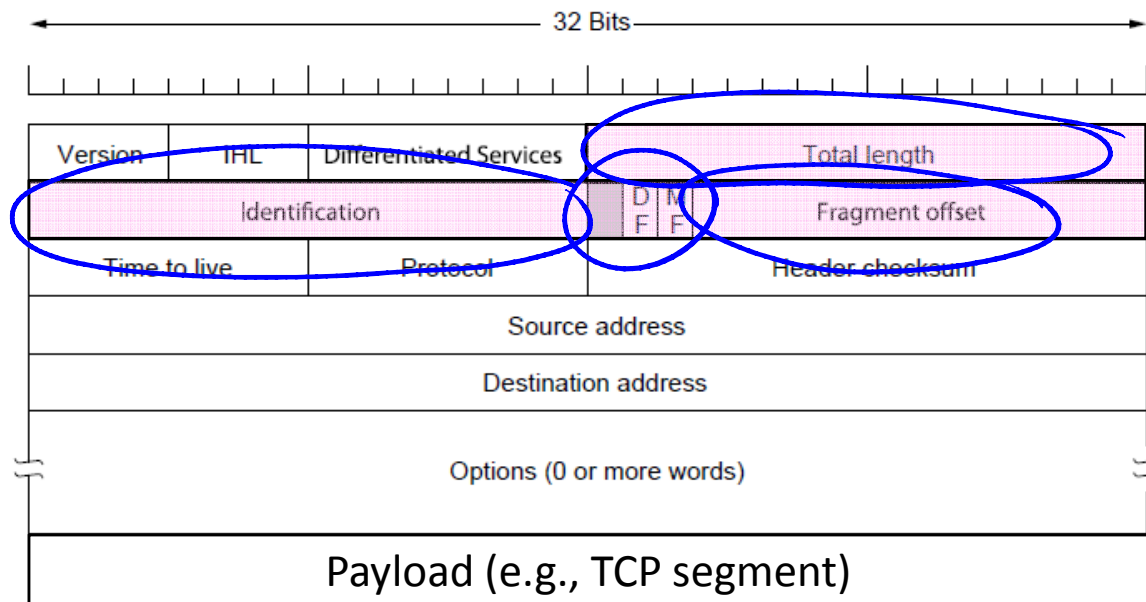 32 Bits
Version IHL Differentiated Services Total length
Identification D F M F Fragment offset
Time to live Protocol Header checksum
Source address
Destination address
Options (0 or more words)
Payload (e.g., TCP segment)